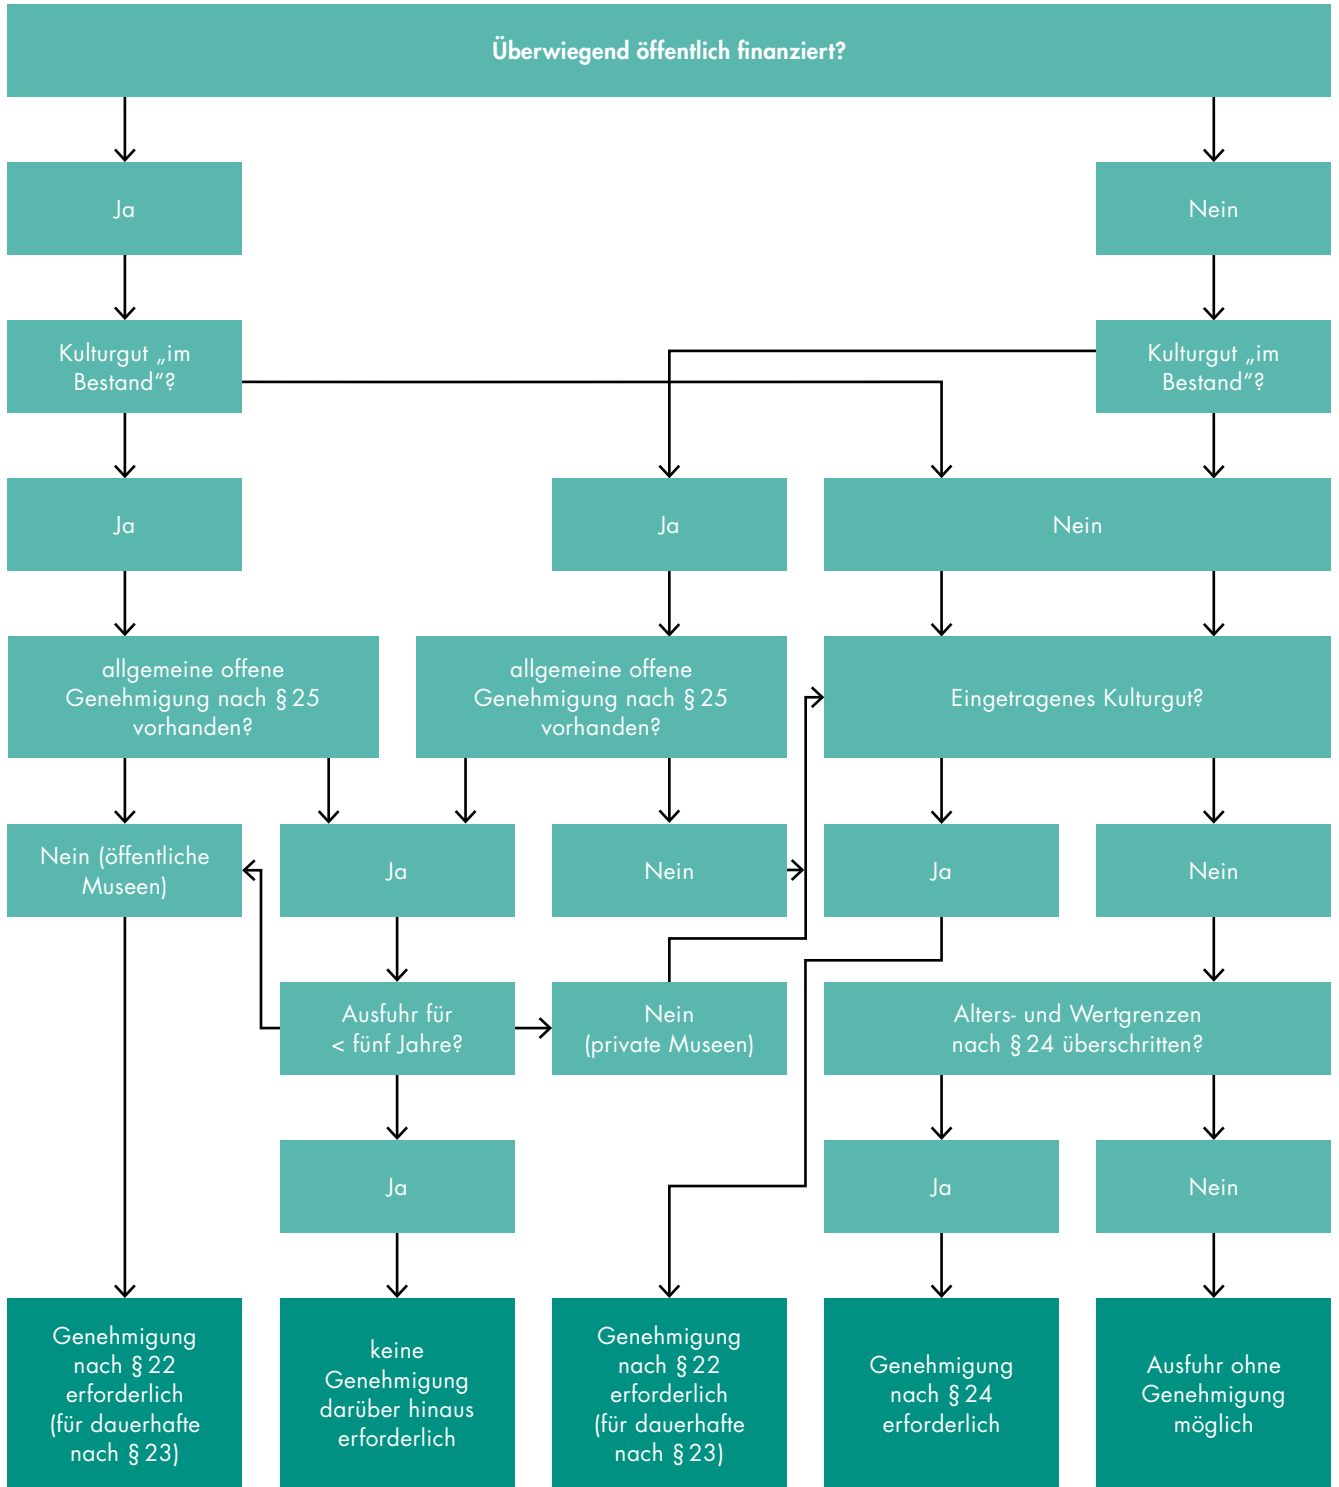 Überwiegend öffentlich finanziert?
Ja
Nein
Kulturgut „im
Bestand“?
Kulturgut „im
Bestand“?
Ja
Ja
Nein
allgemeine offene
Genehmigung nach § 25
vorhanden?
allgemeine offene
Genehmigung nach § 25
vorhanden?
Eingetragenes Kulturgut?
Nein (öffentliche
Museen)
Ja
Nein
Ja
Nein
Ausfuhr für
< fünf Jahre?
Nein
(private Museen)
Alters- und Wertgrenzen
nach § 24 überschritten?
Ja
Ja
Nein
Genehmigung
nach § 22
erforderlich
(für dauerhafte
nach § 23)
keine
Genehmigung
darüber hinaus
erforderlich
Genehmigung
nach § 22
erforderlich
(für dauerhafte
nach § 23)
Genehmigung
nach § 24
erforderlich
Ausfuhr ohne
Genehmigung
möglich